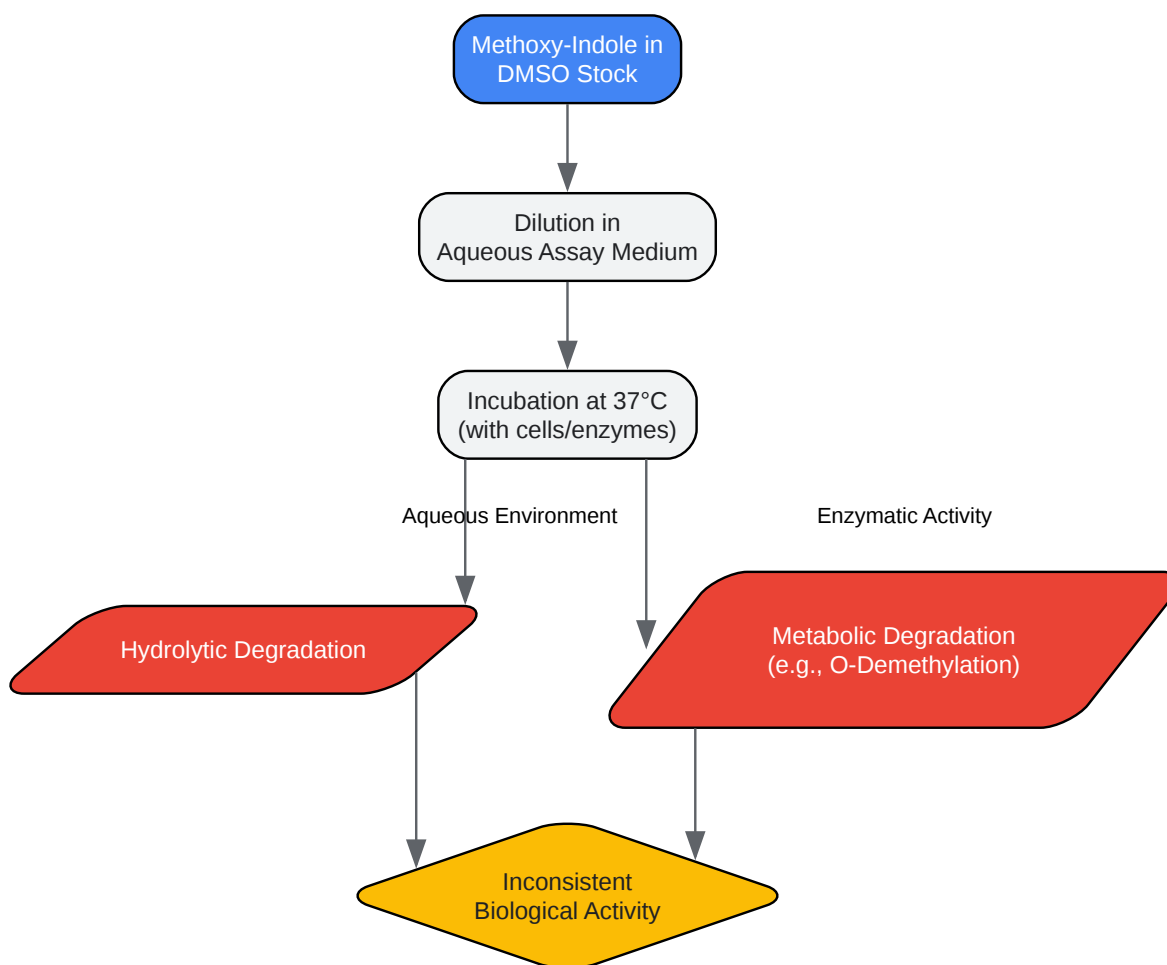 Methoxy-Indole in
DMSO Stock
Dilution in
Aqueous Assay Medium
Incubation at 37°C
(with cells/enzymes)
Aqueous Environment
Enzymatic Activity
Hydrolytic Degradation
Metabolic Degradation
(e.g., O-Demethylation)
Inconsistent
Biological Activity